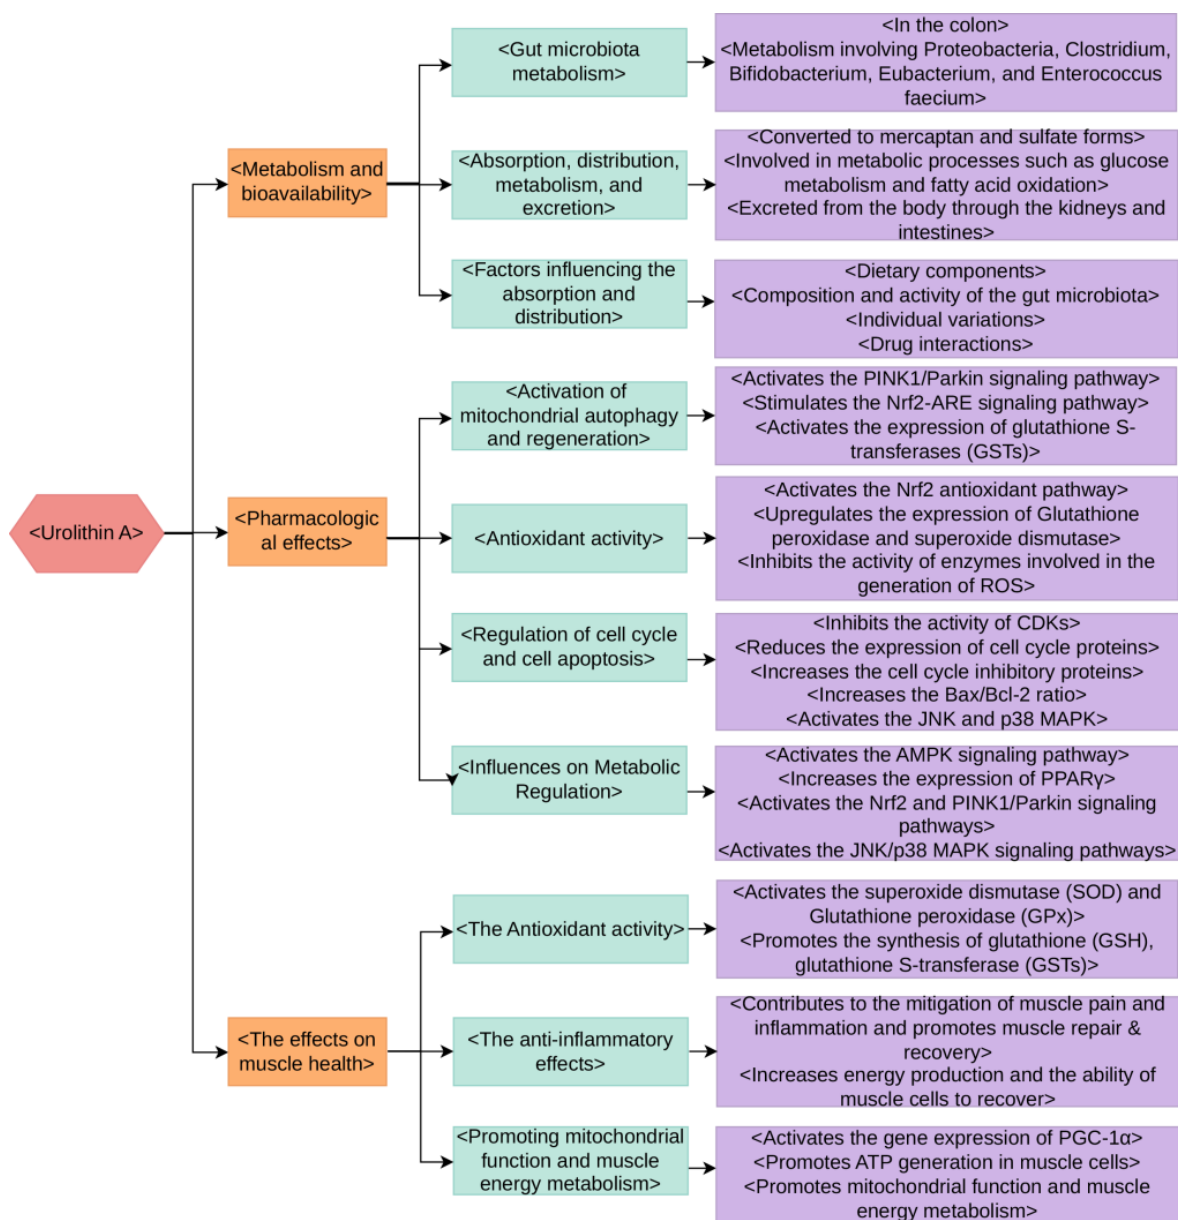 <Urolithin A>
<Metabolism and
bioavailability>
<Gut microbiota
metabolism>
<In the colon>
<Metabolism involving Proteobacteria, Clostridium,
Bifidobacterium, Eubacterium, and Enterococcus
faecium>
<Absorption, distribution,
metabolism, and
excretion>
<Converted to mercaptan and sulfate forms>
<Involved in metabolic processes such as glucose
metabolism and fatty acid oxidation>
<Excreted from the body through the kidneys and
intestines>
<Factors influencing the
absorption and
distribution>
<Dietary components>
<Composition and activity of the gut microbiota>
<Individual variations>
<Drug interactions>
<Pharmacologic
al effects>
<Activation of
mitochondrial autophagy
and regeneration>
<Activates the PINK1/Parkin signaling pathway>
<Stimulates the Nrf2-ARE signaling pathway>
<Activates the expression of glutathione S-
transferases (GSTs)>
<Antioxidant activity>
<Activates the Nrf2 antioxidant pathway>
<Upregulates the expression of Glutathione
peroxidase and superoxide dismutase>
<Inhibits the activity of enzymes involved in the
generation of ROS>
<Regulation of cell cycle
and cell apoptosis>
<Inhibits the activity of CDKs>
<Reduces the expression of cell cycle proteins>
<Increases the cell cycle inhibitory proteins>
<Increases the Bax/Bcl-2 ratio>
<Activates the JNK and p38 MAPK>
<Influences on Metabolic
Regulation>
<Activates the AMPK signaling pathway>
<Increases the expression of PPARγ>
<Activates the Nrf2 and PINK1/Parkin signaling
pathways>
<Activates the JNK/p38 MAPK signaling pathways>
<The effects on
muscle health>
<The Antioxidant activity>
<Activates the superoxide dismutase (SOD) and
Glutathione peroxidase (GPx)>
<Promotes the synthesis of glutathione (GSH),
glutathione S-transferase (GSTs)>
<The anti-inflammatory
effects>
<Contributes to the mitigation of muscle pain and
inflammation and promotes muscle repair &
recovery>
<Increases energy production and the ability of
muscle cells to recover>
<Promoting mitochondrial
function and muscle
energy metabolism>
<Activates the gene expression of PGC-1α>
<Promotes ATP generation in muscle cells>
<Promotes mitochondrial function and muscle
energy metabolism>